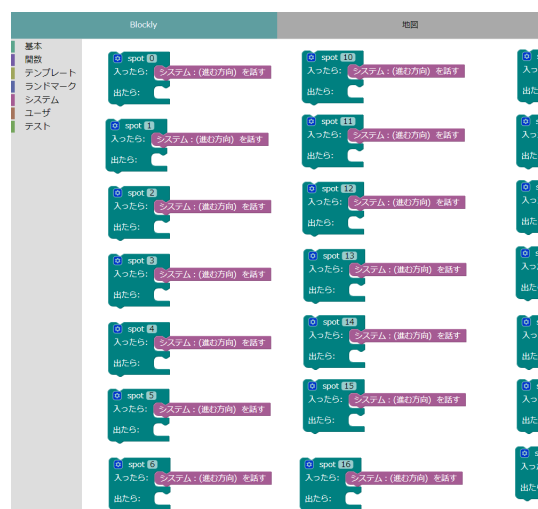 Blockly
地図
基本
関数
テンプレート
ランドマーク
システム
ユーザ
テスト
spot 0
入ったら: システム:(進む方向) を話す
出たら:
spot 1
入ったら: システム:(進む方向) を話す
出たら:
spot 2
入ったら: システム:(進む方向) を話す
出たら:
spot 3
入ったら: システム:(進む方向) を話す
出たら:
spot 4
入ったら: システム:(進む方向) を話す
出たら:
spot 5
入ったら: システム:(進む方向) を話す
出たら:
spot 6
入ったら: システム:(進む方向) を話す
出たら:
spot 10
入ったら: システム:(進む方向) を話す
出たら:
spot 11
入ったら: システム:(進む方向) を話す
出たら:
spot 12
入ったら: システム:(進む方向) を話す
出たら:
spot 13
入ったら: システム:(進む方向) を話す
出たら:
spot 14
入ったら: システム:(進む方向) を話す
出たら:
spot 15
入ったら: システム:(進む方向) を話す
出たら:
spot 16
入ったら: システム:(進む方向) を話す
出たら: